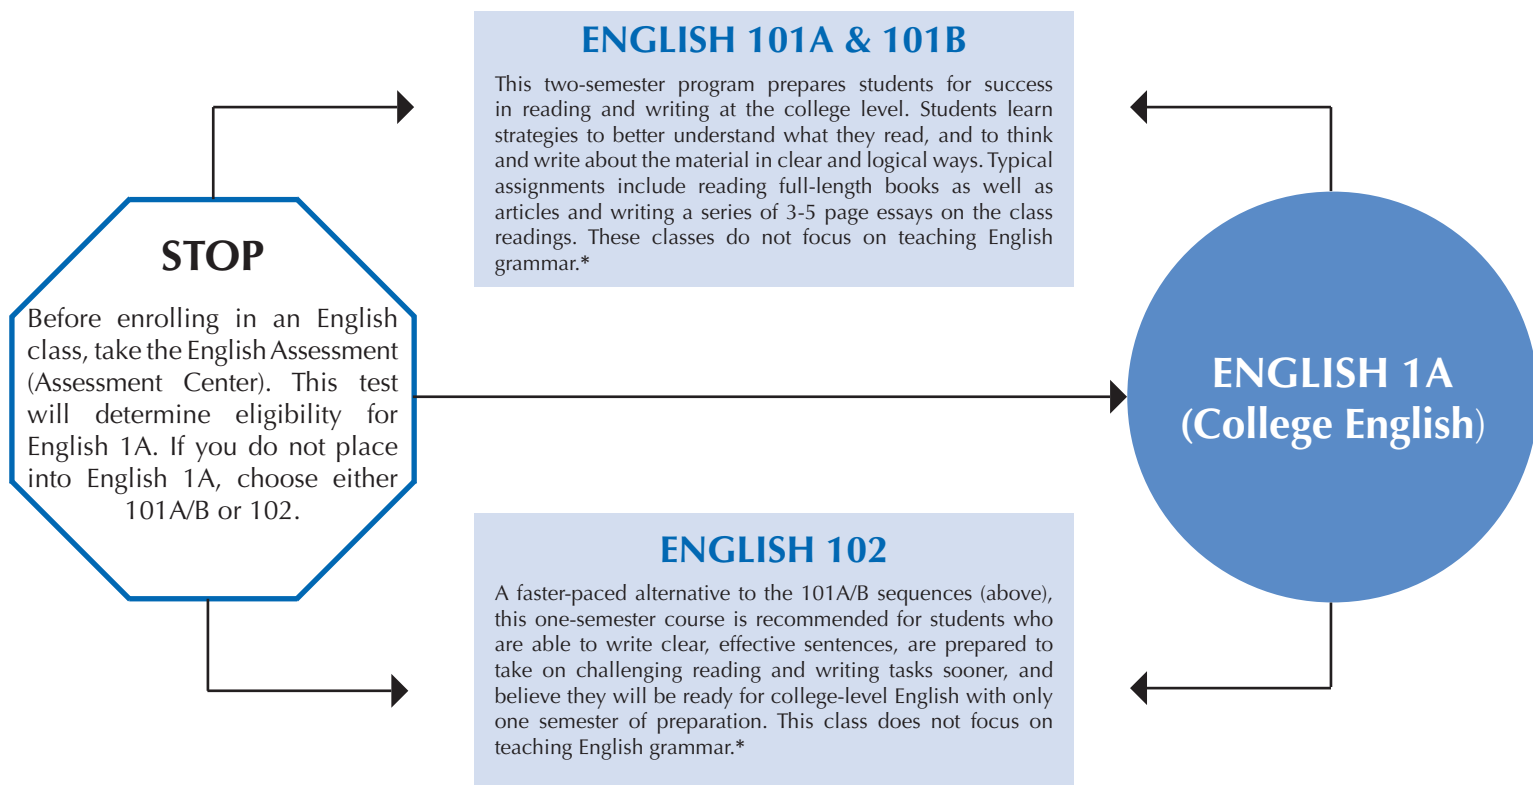 ENGLISH 101A & 101B
This two-semester program prepares students for success
in reading and writing at the college level. Students learn
strategies to better understand what they read, and to think
and write about the material in clear and logical ways. Typical
assignments include reading full-length books as well as
articles and writing a series of 3-5 page essays on the class
readings. These classes do not focus on teaching English
grammar.*
STOP
Before enrolling in an English
class, take the English Assessment
(Assessment Center). This test
will determine eligibility for
English 1A. If you do not place
into English 1A, choose either
101A/B or 102.
ENGLISH 1A
(College English)
ENGLISH 102
A faster-paced alternative to the 101A/B sequences (above),
this one-semester course is recommended for students who
are able to write clear, effective sentences, are prepared to
take on challenging reading and writing tasks sooner, and
believe they will be ready for college-level English with only
one semester of preparation. This class does not focus on
teaching English grammar.*